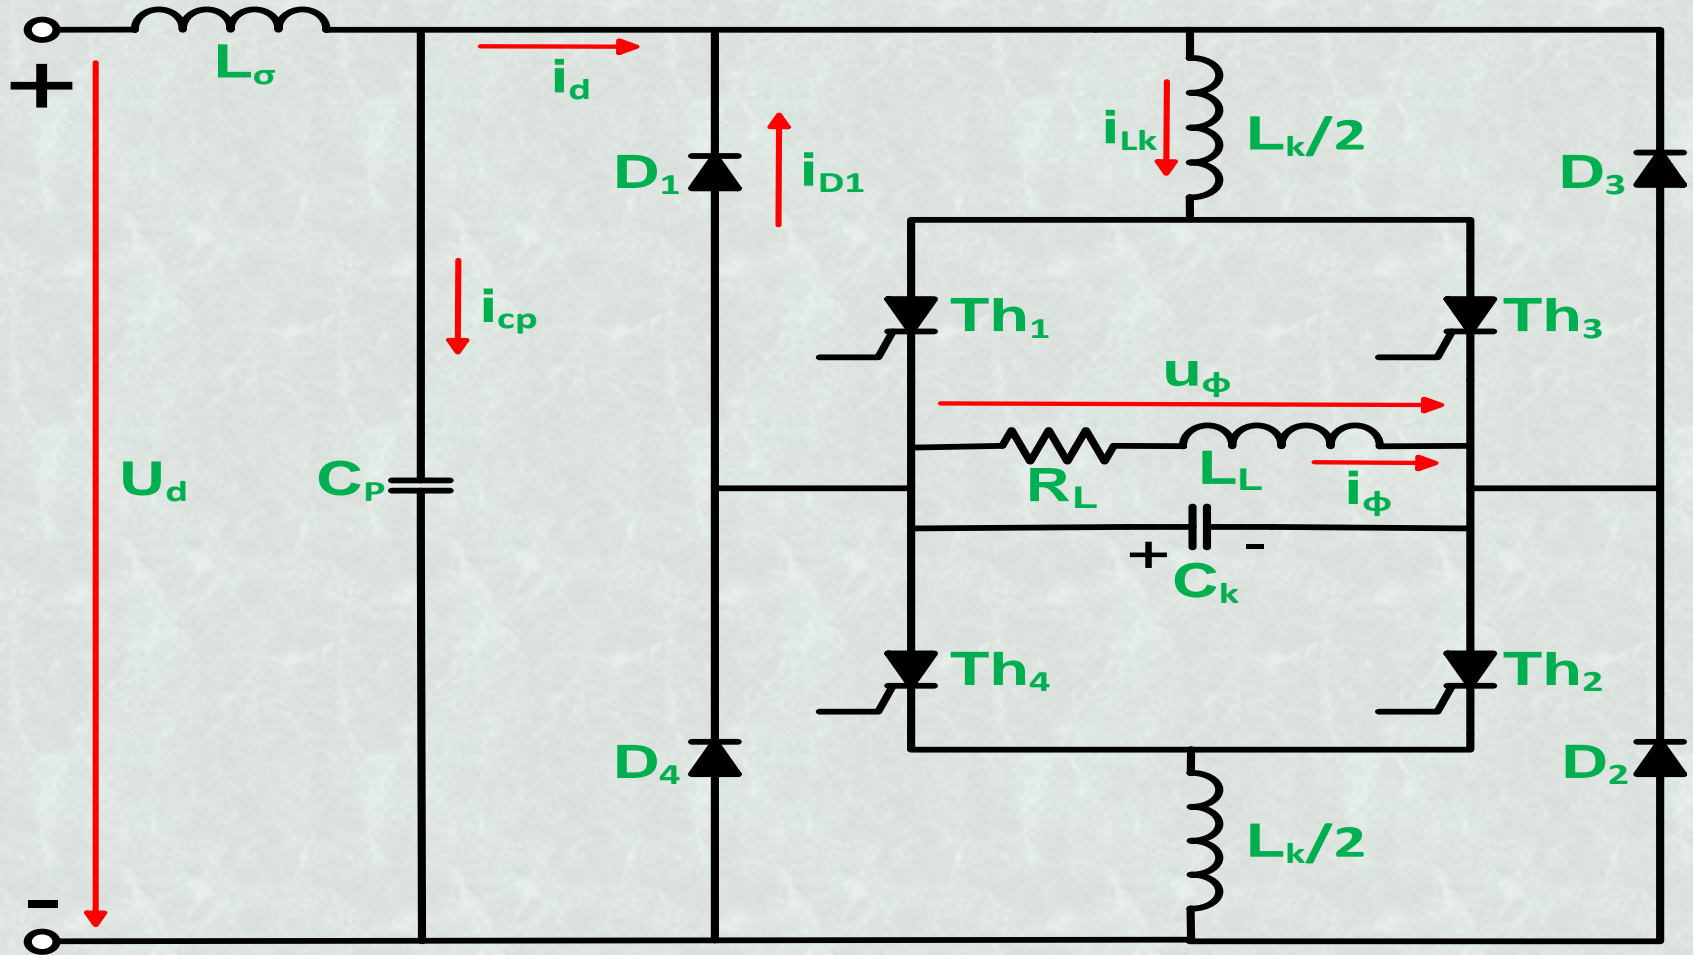 Lσ
+
id
D1
iD1
iLk
Lk/2
D3
icp
Th1
Th3
uϕ
Ud
CP
RL
LL
iϕ
+ -
Ck
Th4
Th2
D4
D2
Lk/2
-